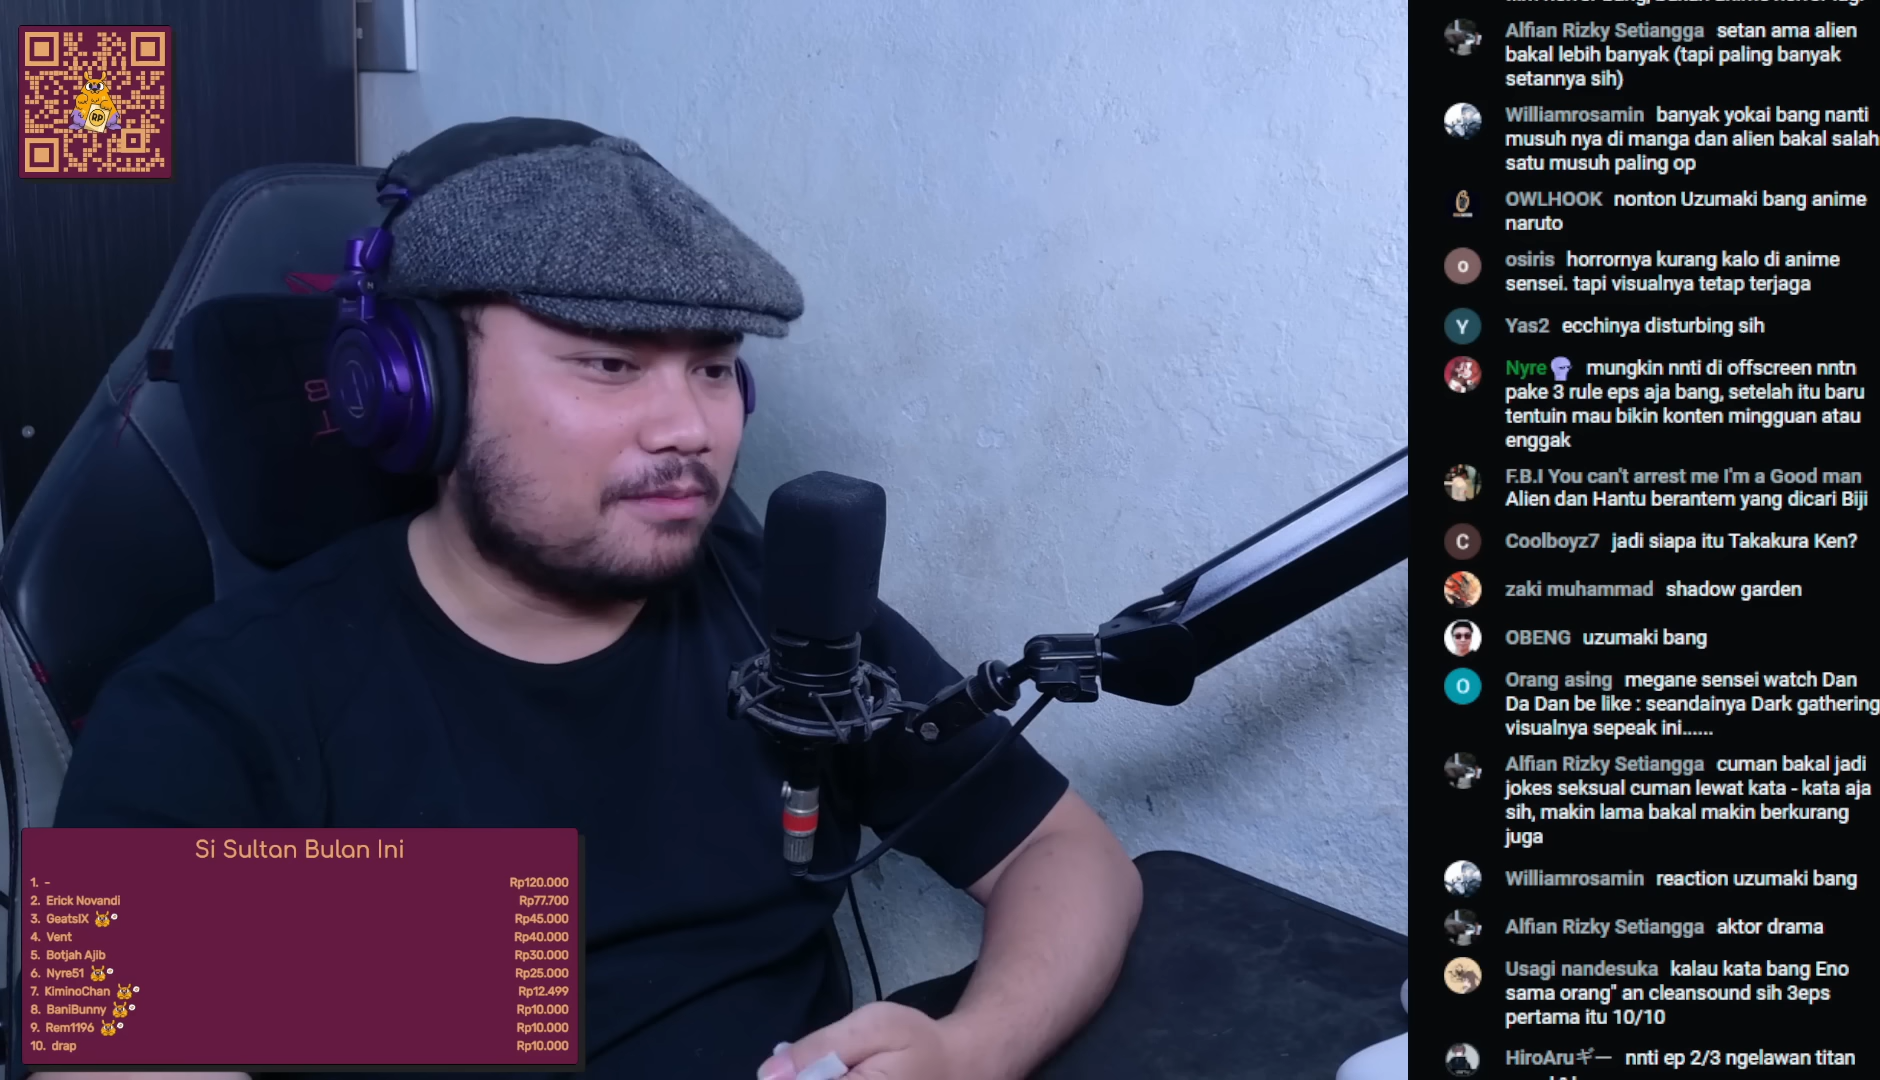 RP
Si Sultan Bulan Ini
1. - Rp120.000
2. Erick Novandi Rp77.700
3. GeatsIX Rp45.000
4. Vent Rp40.000
5. Botjah Ajib Rp30.000
6. Nyre51 Rp25.000
7. KiminoChan Rp12.499
8. BaniBunny Rp10.000
9. Rem1196 Rp10.000
10. drap Rp10.000
Alfian Rizky Setiangga setan ama alien
bakal lebih banyak (tapi paling banyak
setannya sih)
Williamrosamin banyak yokai bang nanti
musuh nya di manga dan alien bakal salah
satu musuh paling op
OWLHOOK nonton Uzumaki bang anime
naruto
o
osiris horrornya kurang kalo di anime
sensei. tapi visualnya tetap terjaga
Y
Yas2 ecchinya disturbing sih
Nyre mungkin nnti di offscreen nntn
pake 3 rule eps aja bang, setelah itu baru
tentuin mau bikin konten mingguan atau
enggak
F.B.I You can't arrest me I'm a Good man
Alien dan Hantu berantem yang dicari Biji
C
Coolboyz7 jadi siapa itu Takakura Ken?
zaki muhammad shadow garden
OBENG uzumaki bang
O
Orang asing megane sensei watch Dan
Da Dan be like : seandainya Dark gathering
visualnya sepeak ini......
Alfian Rizky Setiangga cuman bakal jadi
jokes seksual cuman lewat kata - kata aja
sih, makin lama bakal makin berkurang
juga
Williamrosamin reaction uzumaki bang
Alfian Rizky Setiangga aktor drama
Usagi nandesuka kalau kata bang Eno
sama orang" an cleansound sih 3eps
pertama itu 10/10
HiroAruギー nnti ep 2/3 ngelawan titan